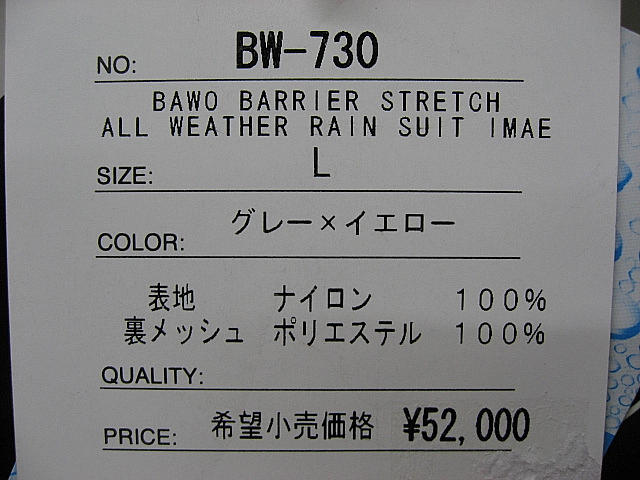 NO: BW-730
BAWO BARRIER STRETCH
ALL WEATHER RAIN SUIT IMAE
SIZE: L
COLOR: グレー×イエロー
表地 ナイロン 100%
裏メッシュ ポリエステル 100%
QUALITY:
PRICE: 希望小売価格 ¥52,000